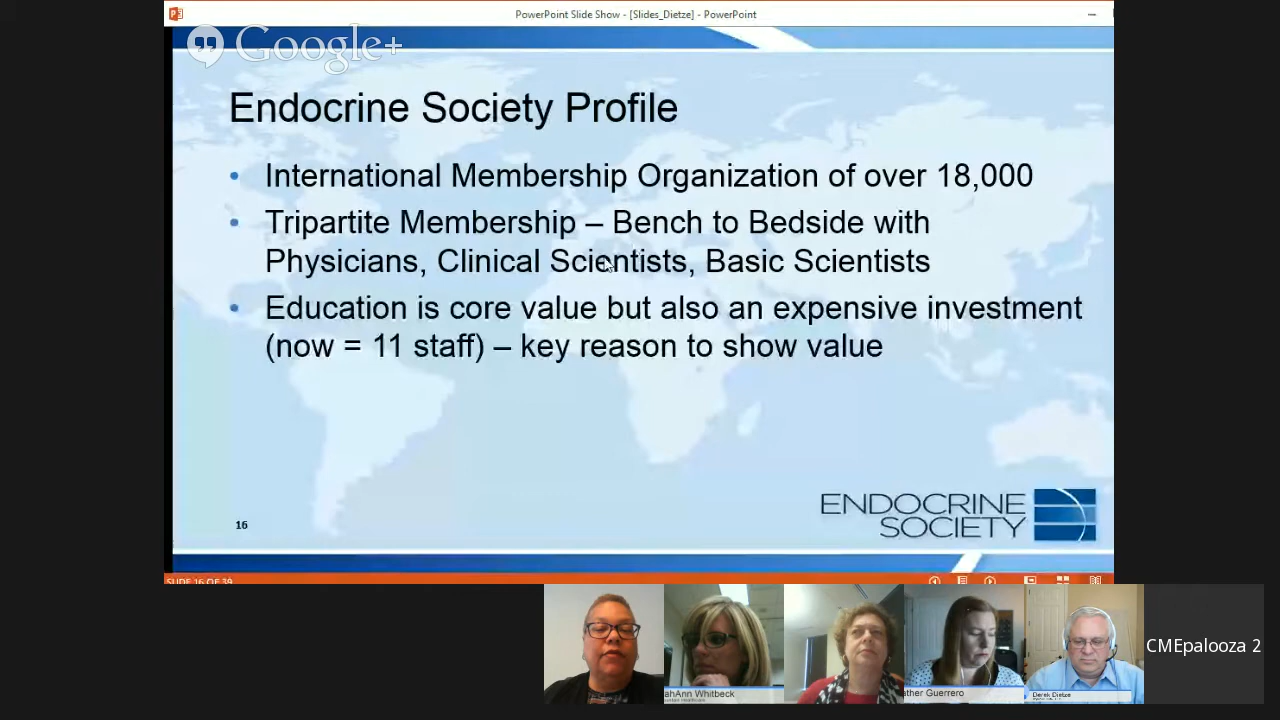 PowerPoint Slide Show - [Slides_Dietze] - PowerPoint
Google+
Endocrine Society Profile
• International Membership Organization of over 18,000
• Tripartite Membership – Bench to Bedside with
Physicians, Clinical Scientists, Basic Scientists
• Education is core value but also an expensive investment
(now = 11 staff) – key reason to show value
ENDOCRINE
SOCIETY
16
SLIDE 16 OF 39
ahAnn Whitbeck
ather Guerrero
Derek Dietze
CMEpalooza 2